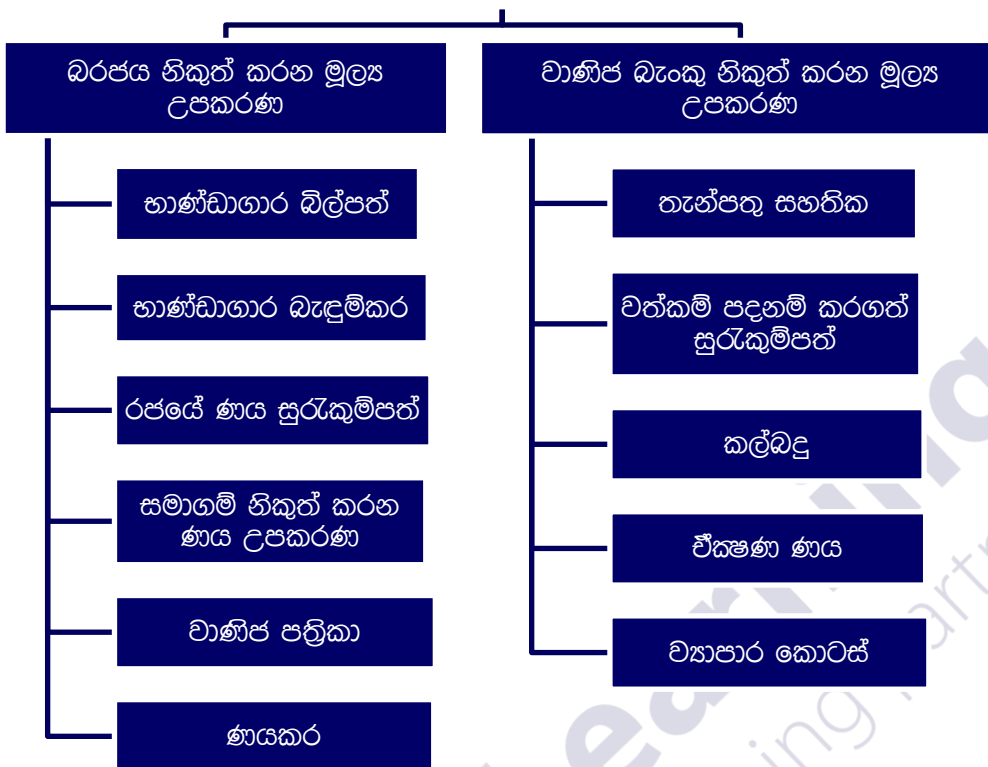 බරජය නිකුත් කරන මූල්‍ය
උපකරණ
භාණ්ඩාගාර බිල්පත්
භාණ්ඩාගාර බැඳුම්කර
රජයේ ණය සුරැකුම්පත්
සමාගම් නිකුත් කරන
ණය උපකරණ
වාණිජ පත්‍රිකා
ණයකර
වාණිජ බැංකු නිකුත් කරන මූල්‍ය
උපකරණ
තැන්පතු සහතික
වත්කම් පදනම් කරගත්
සුරැකුම්පත්
කල්බදු
ඒක්‍ෂණ ණය
ව්‍යාපාර කොටස්